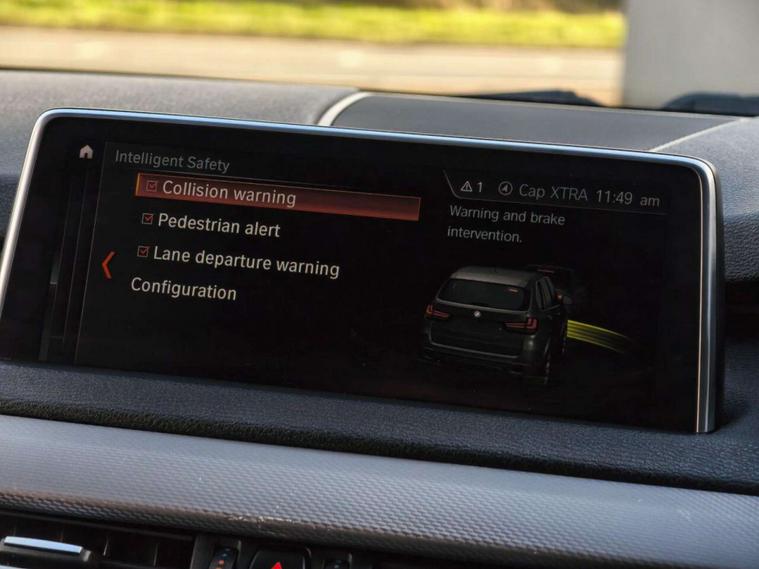 Intelligent Safety
1 Cap XTRA 11:49 am
Collision warning
Pedestrian alert
Lane departure warning
Configuration
Warning and brake
intervention.